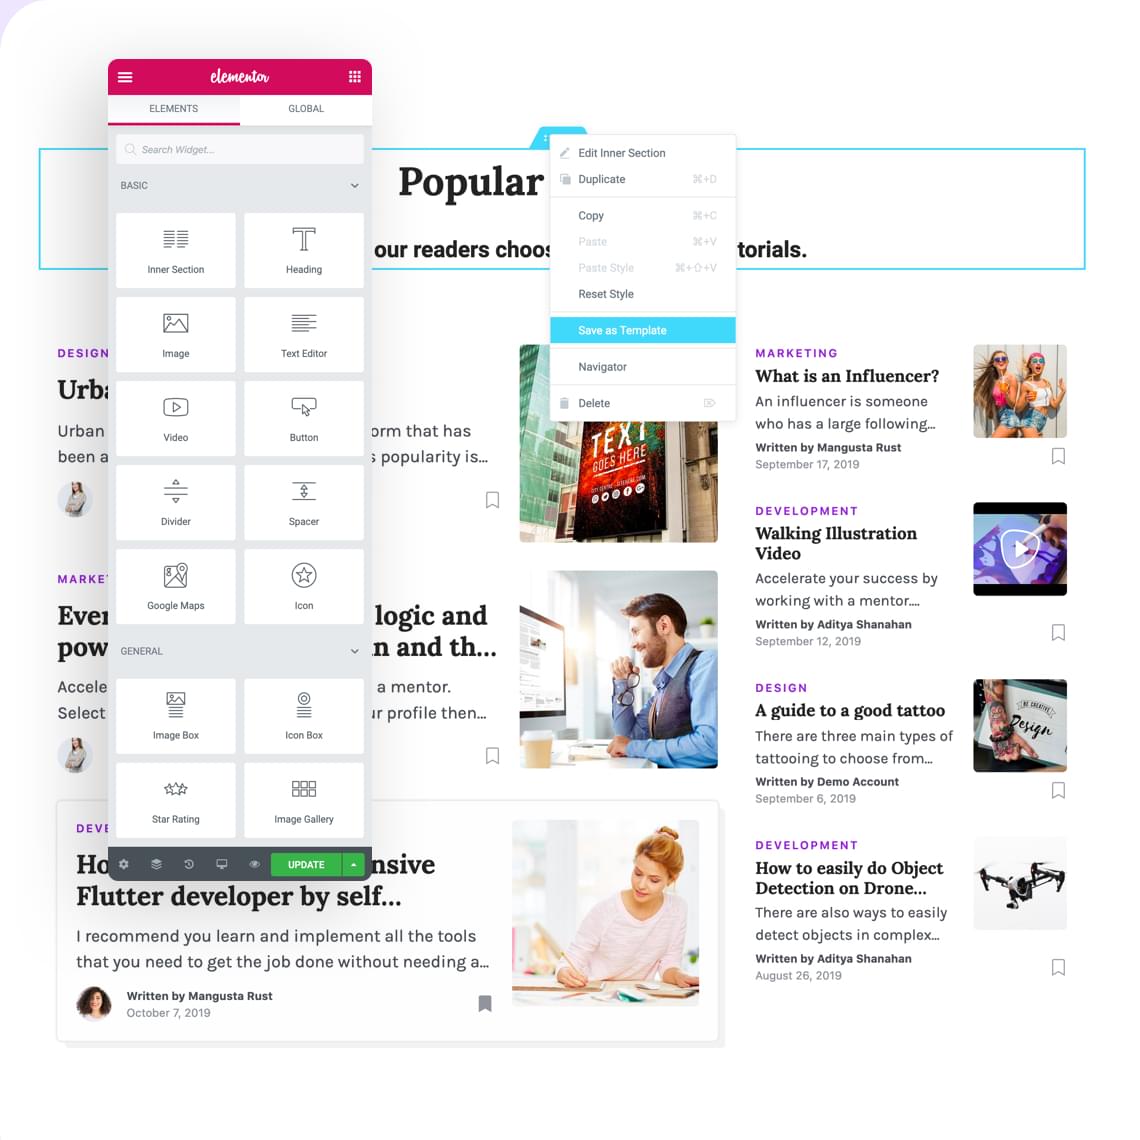 elementor
ELEMENTS
GLOBAL
Search Widget...
BASIC
Inner Section
Heading
Image
Text Editor
Video
Button
Divider
Spacer
Google Maps
Icon
GENERAL
Image Box
Icon Box
Star Rating
Image Gallery
UPDATE
Popular
our readers choos
torials.
Edit Inner Section
Duplicate ⌘+D
Copy ⌘+C
Paste ⌘+V
Paste Style ⌘+⇧+V
Reset Style
Save as Template
Navigator
Delete
DESIGN
Urba
Urban
orm that has
been a
s popularity is...
TEXT
GOES HERE
MARKE
Ever
logic and
pow
n and th...
Accele
a mentor.
Select
ur profile then...
DEVE
Ho
nsive
Flutter developer by self...
I recommend you learn and implement all the tools
that you need to get the job done without needing a...
Written by Mangusta Rust
October 7, 2019
MARKETING
What is an Influencer?
An influencer is someone
who has a large following...
Written by Mangusta Rust
September 17, 2019
DEVELOPMENT
Walking Illustration
Video
Accelerate your success by
working with a mentor....
Written by Aditya Shanahan
September 12, 2019
DESIGN
A guide to a good tattoo
There are three main types of
tattooing to choose from...
Written by Demo Account
September 6, 2019
BE CREATIVE
Design
DEVELOPMENT
How to easily do Object
Detection on Drone...
There are also ways to easily
detect objects in complex...
Written by Aditya Shanahan
August 26, 2019